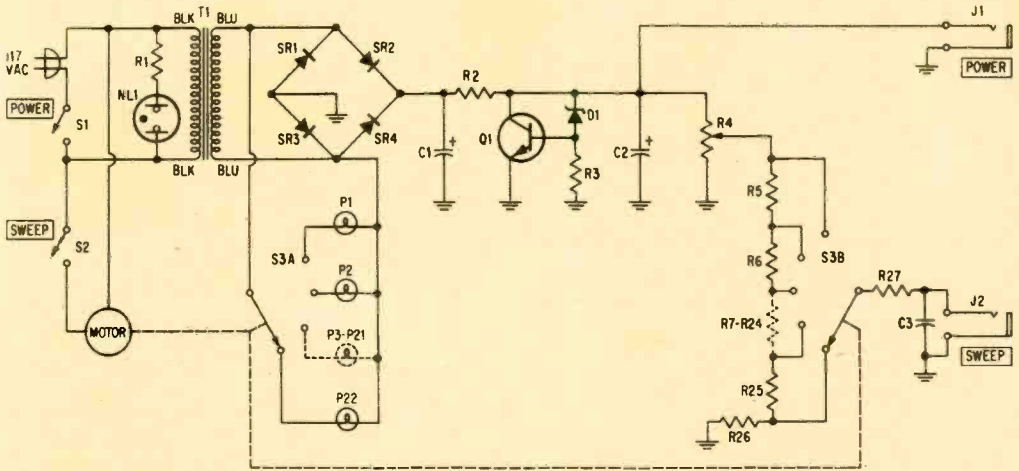 BLK T1 BLU
J1
117 VAC
R1
SR1
SR2
POWER
NL1
R2
POWER
S1
SR3
SR4
C1
+
Q1
D1
C2
+
R4
R3
BLK BLU
R5
SWEEP
S2
P1
S3A
R6
S3B
P2
R27
J2
MOTOR
P3-P21
R7-R24
C3
SWEEP
P22
R25
R26